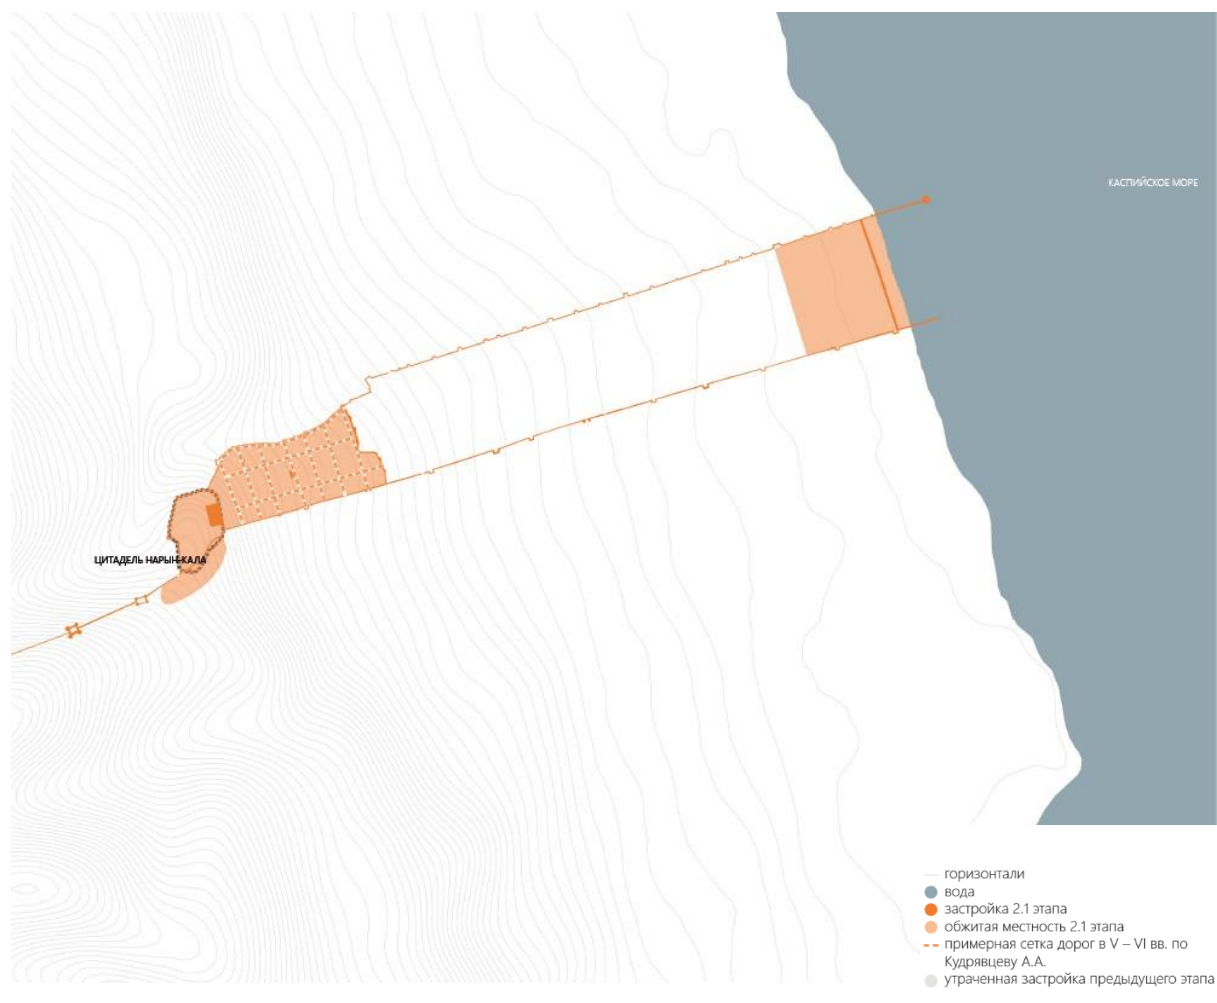 КАСПИЙСКОЕ МОРЕ
ЦИТАДЕЛЬ НАРЫН-КАЛА
горизонтали
вода
застройка 2.1 этапа
обжитая местность 2.1 этапа
примерная сетка дорог в V – VI вв. по
Кудрявцеву А.А.
утраченная застройка предыдущего этапа